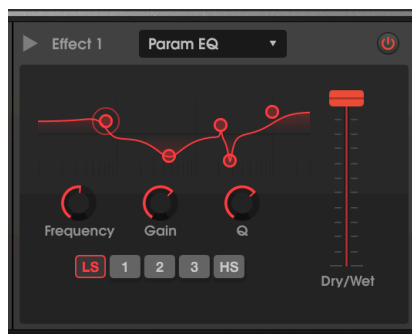 Effect 1
Param EQ
Frequency Gain Q
LS 1 2 3 HS
Dry/Wet